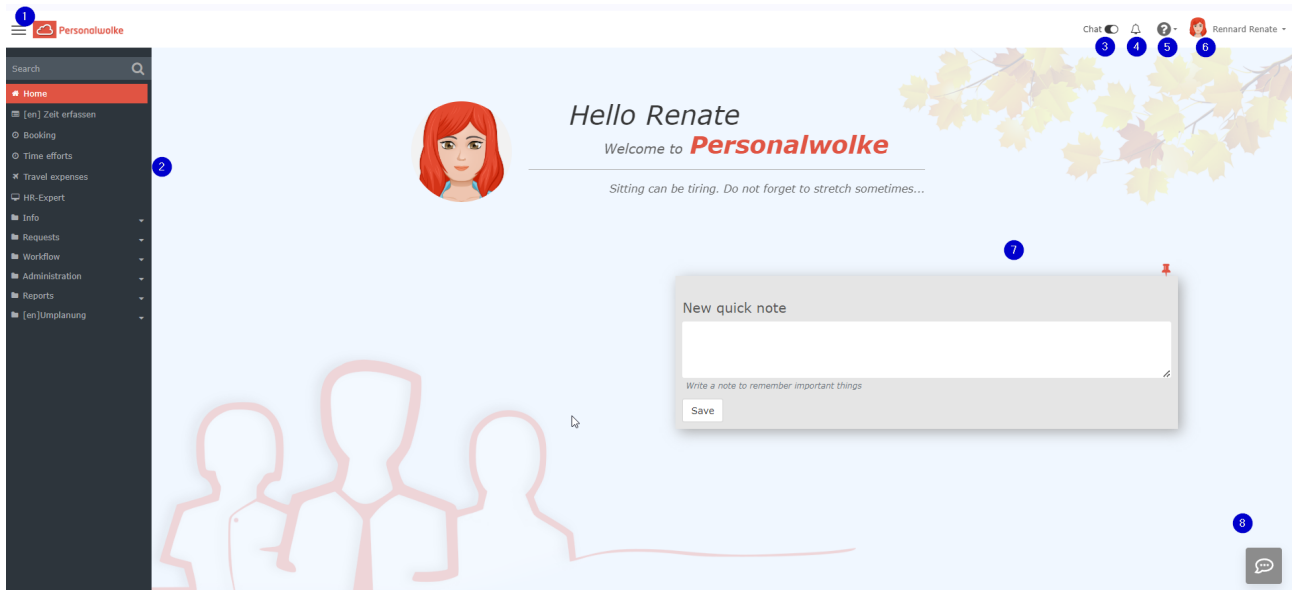 1
Personalwolke
Chat
Rennard Renate
3
4
5
6
Search
Home
[en] Zeit erfassen
Booking
Time efforts
2
Travel expenses
HR-Expert
Info
Requests
Workflow
Administration
Reports
[en]Umplanung
Hello Renate
Welcome to Personalwolke
Sitting can be tiring. Do not forget to stretch sometimes...
7
New quick note
Write a note to remember important things
Save
8